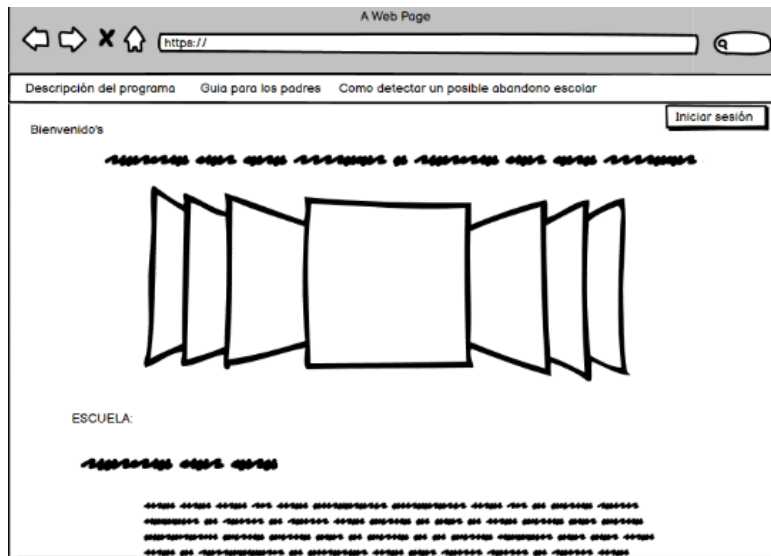 A Web Page
https://
Descripción del programa Guia para los padres Como detectar un posible abandono escolar
Iniciar sesión
Bienvenido's
ESCUELA: